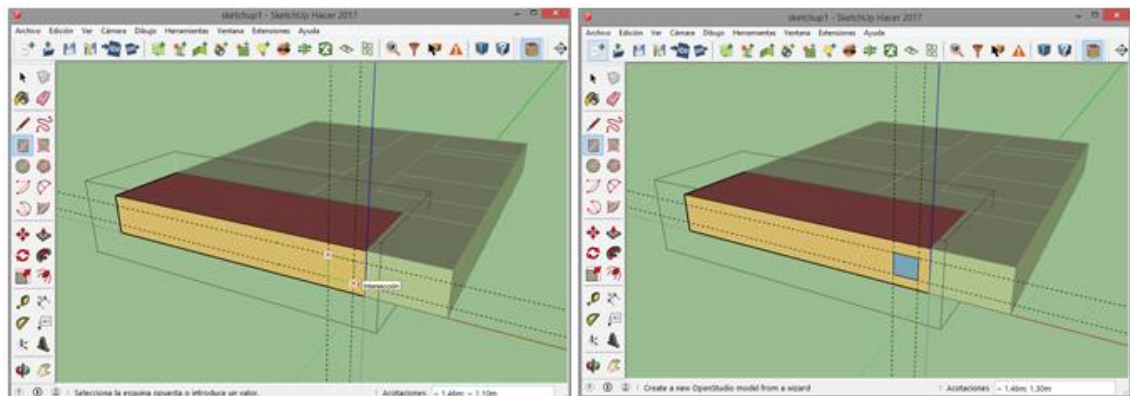 sketchup1 - SketchUp Hacer 2017
Archivo Edición Ver Cámara Dibujo Herramientas Ventana Extensiones Ayuda
Intersección
Selecciona la esquina opuesta o introduce un valor.
Acotaciones ~ 1,46m; ~ 1,10m
sketchup1 - SketchUp Hacer 2017
Archivo Edición Ver Cámara Dibujo Herramientas Ventana Extensiones Ayuda
Create a new OpenStudio model from a wizard
Acotaciones ~ 1,46m; 1,30m